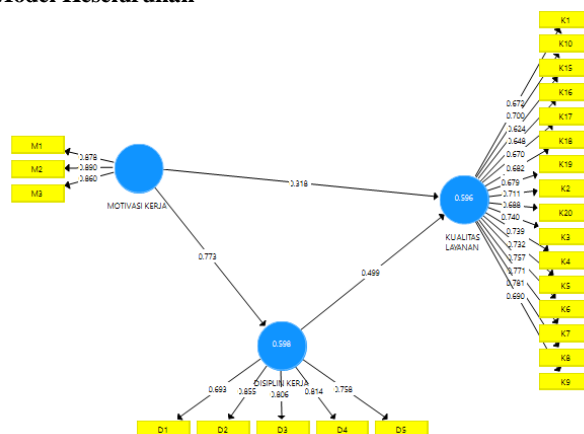 Model Keseluruhan
K1
K10
K15
K16
K17
K18
K19
K2
K20
K3
K4
K5
K6
K7
K8
K9
0.672
0.700
0.624
0.648
0.670
0.682
0.679
0.711
0.688
0.740
0.739
0.732
0.757
0.771
0.781
0.690
M1
M2
M3
0.878
0.890
0.860
MOTIVASI KERJA
0.318
0.596
KUALITAS
LAYANAN
0.773
0.499
0.598
DISIPLIN KERJA
0.693
0.855
0.806
0.814
0.758
D1
D2
D3
D4
D5